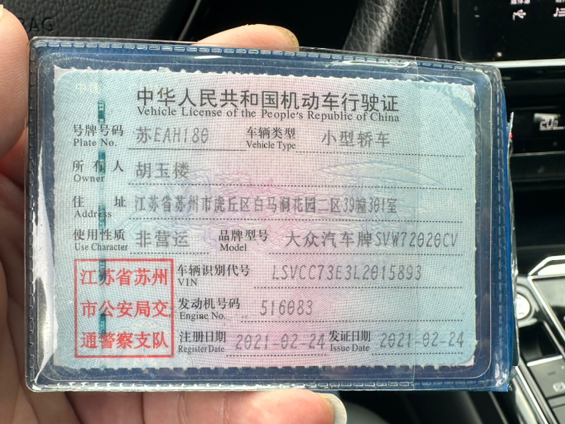 中华人民共和国机动车行驶证
Vehicle License of the People's Republic of China
号牌号码 苏EAH180 车辆类型 小型轿车
Plate No. Vehicle Type
所有人 胡玉楼
Owner
住址 江苏省苏州市虎丘区白马涧花园二区39幢301室
Address
使用性质 非营运 品牌型号 大众汽车牌SVW72020CV
Use Character Model
江苏省苏州
市公安局交
通警察支队
车辆识别代号 LSVCC73E3L2015893
VIN
发动机号码 516083
Engine No.
注册日期 2021-02-24 发证日期 2021-02-24
Register Date Issue Date